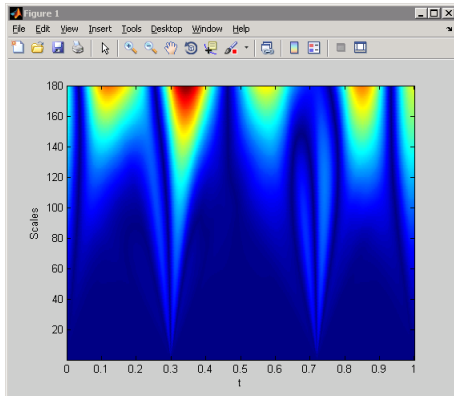 Figure 1
File Edit View Insert Tools Desktop Window Help
180
160
140
120
100
80
60
40
20
Scales
0 0.1 0.2 0.3 0.4 0.5 0.6 0.7 0.8 0.9 1
t